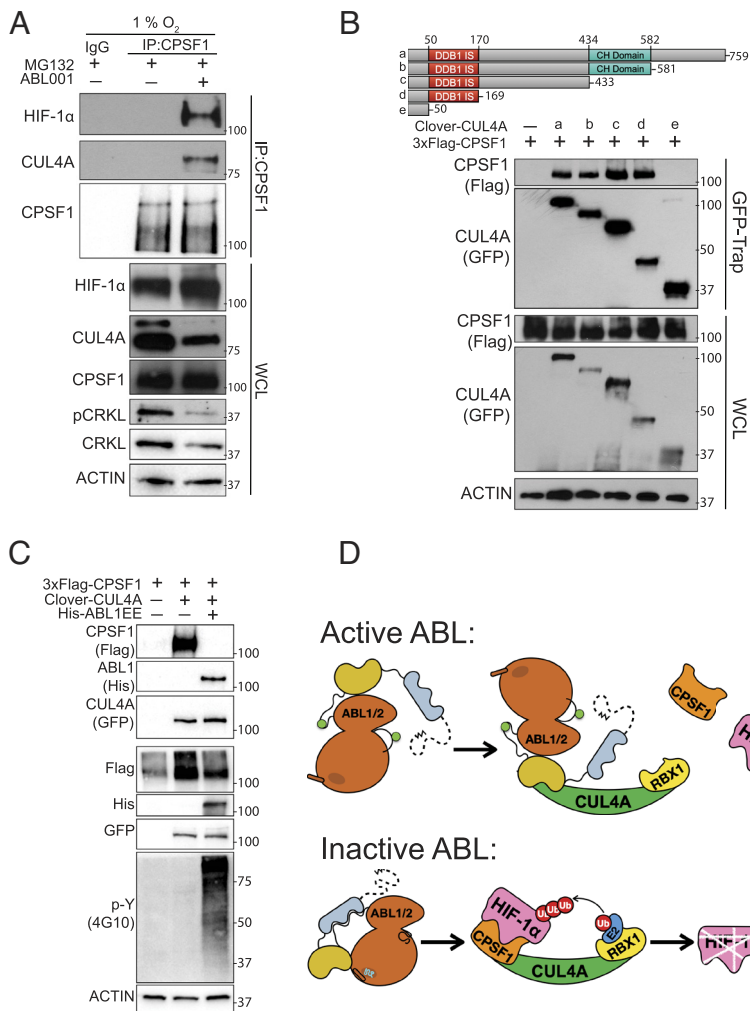 A
1 % O₂
IgG IP:CPSF1
MG132 + + +
ABL001 – – +
HIF-1α
100
CUL4A
75
CPSF1
100
IP:CPSF1
HIF-1α
100
CUL4A
75
CPSF1
100
pCRKL
37
CRKL
37
ACTIN
37
WCL
B
50 170 434 582
a DDB1 IS CH Domain 759
b DDB1 IS CH Domain 581
c DDB1 IS 433
d DDB1 IS 169
e 50
Clover-CUL4A – a b c d e
3xFlag-CPSF1 + + + + + +
CPSF1
(Flag)
100
100
CUL4A
(GFP)
50
37
GFP-Trap
CPSF1
(Flag)
100
100
CUL4A
(GFP)
50
37
ACTIN
37
WCL
C
3xFlag-CPSF1 + + +
Clover-CUL4A – + +
His-ABL1EE – – +
CPSF1
(Flag)
100
ABL1
(His)
100
CUL4A
(GFP)
100
Flag
100
His
100
GFP
100
75
p-Y
(4G10)
50
37
ACTIN
37
D
Active ABL:
ABL1/2
ABL1/2
CUL4A
RBX1
CPSF1
Inactive ABL:
ABL1/2
HIF-1α
CPSF1
Ub Ub Ub
Ub
E2
RBX1
CUL4A